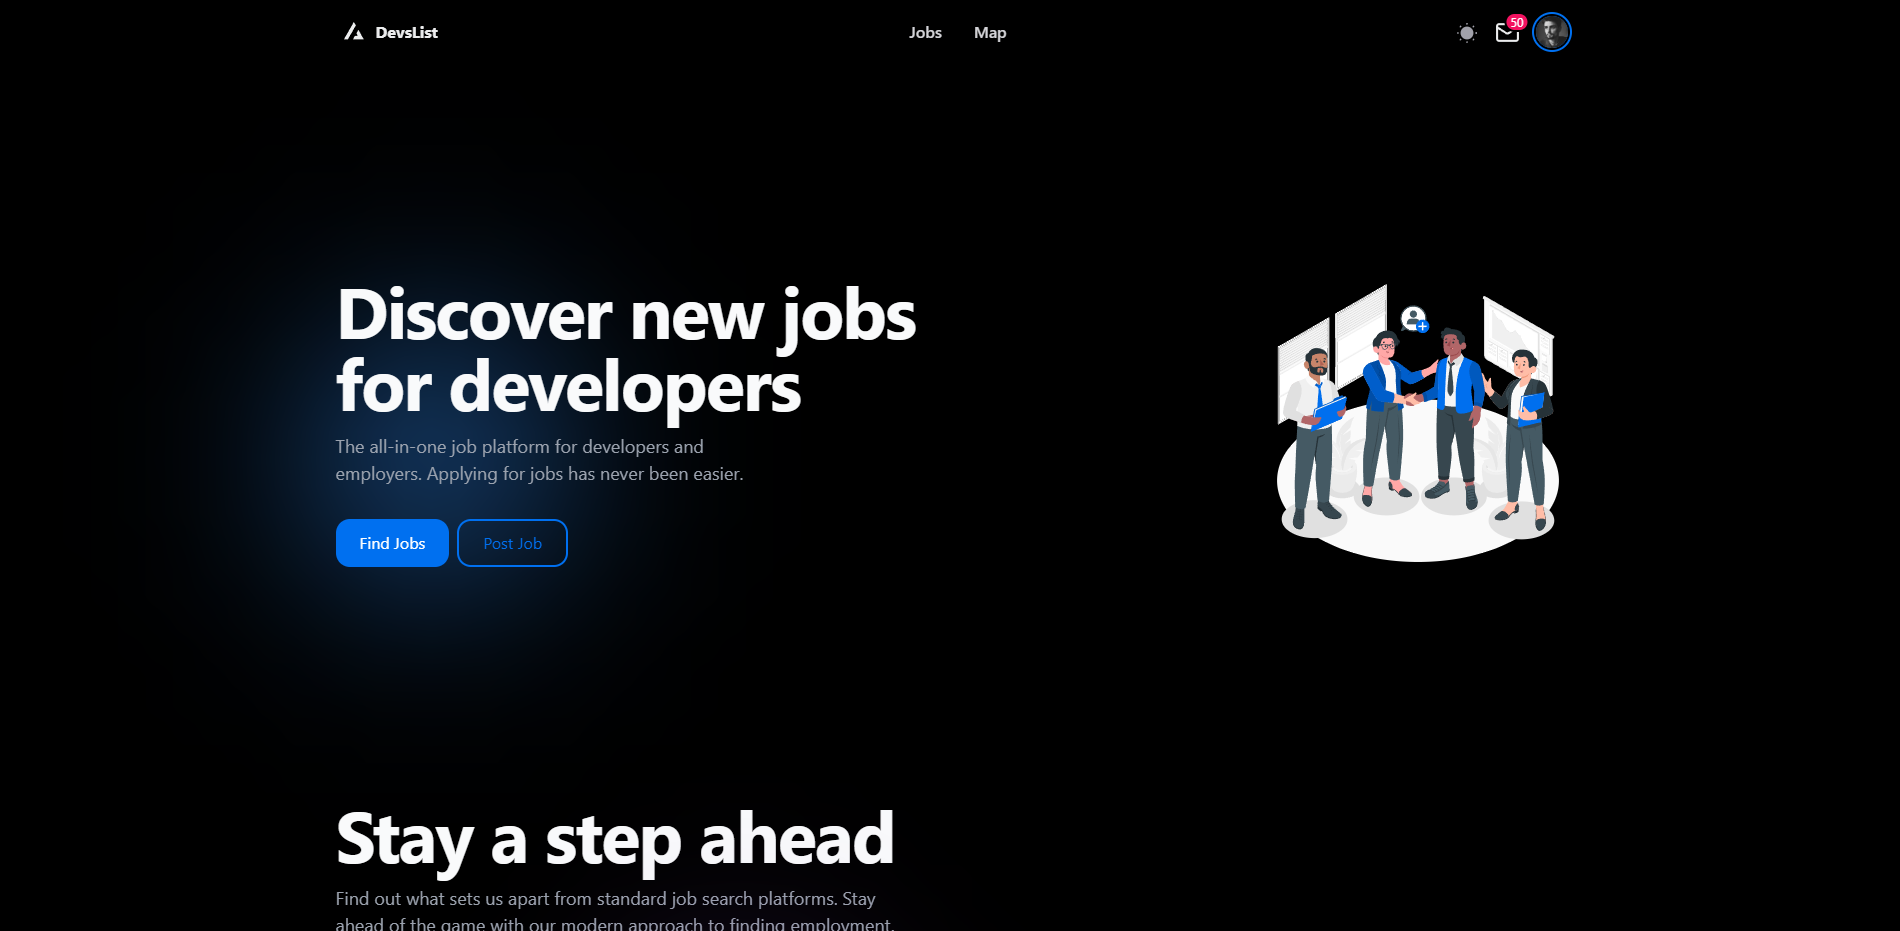 DevsList
Jobs
Map
50
Discover new jobs
for developers
The all-in-one job platform for developers and
employers. Applying for jobs has never been easier.
Find Jobs
Post Job
Stay a step ahead
Find out what sets us apart from standard job search platforms. Stay
ahead of the game with our modern approach to finding employment.